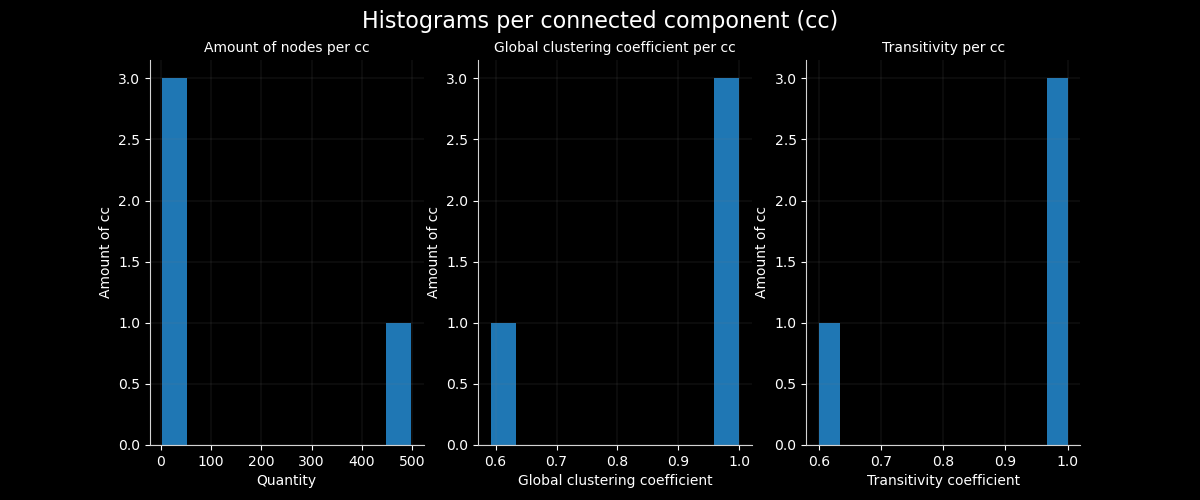 Histograms per connected component (cc)
Amount of nodes per cc
Amount of cc
3.0
2.5
2.0
1.5
1.0
0.5
0.0
0 100 200 300 400 500
Quantity
Global clustering coefficient per cc
Amount of cc
3.0
2.5
2.0
1.5
1.0
0.5
0.0
0.6 0.7 0.8 0.9 1.0
Global clustering coefficient
Transitivity per cc
Amount of cc
3.0
2.5
2.0
1.5
1.0
0.5
0.0
0.6 0.7 0.8 0.9 1.0
Transitivity coefficient